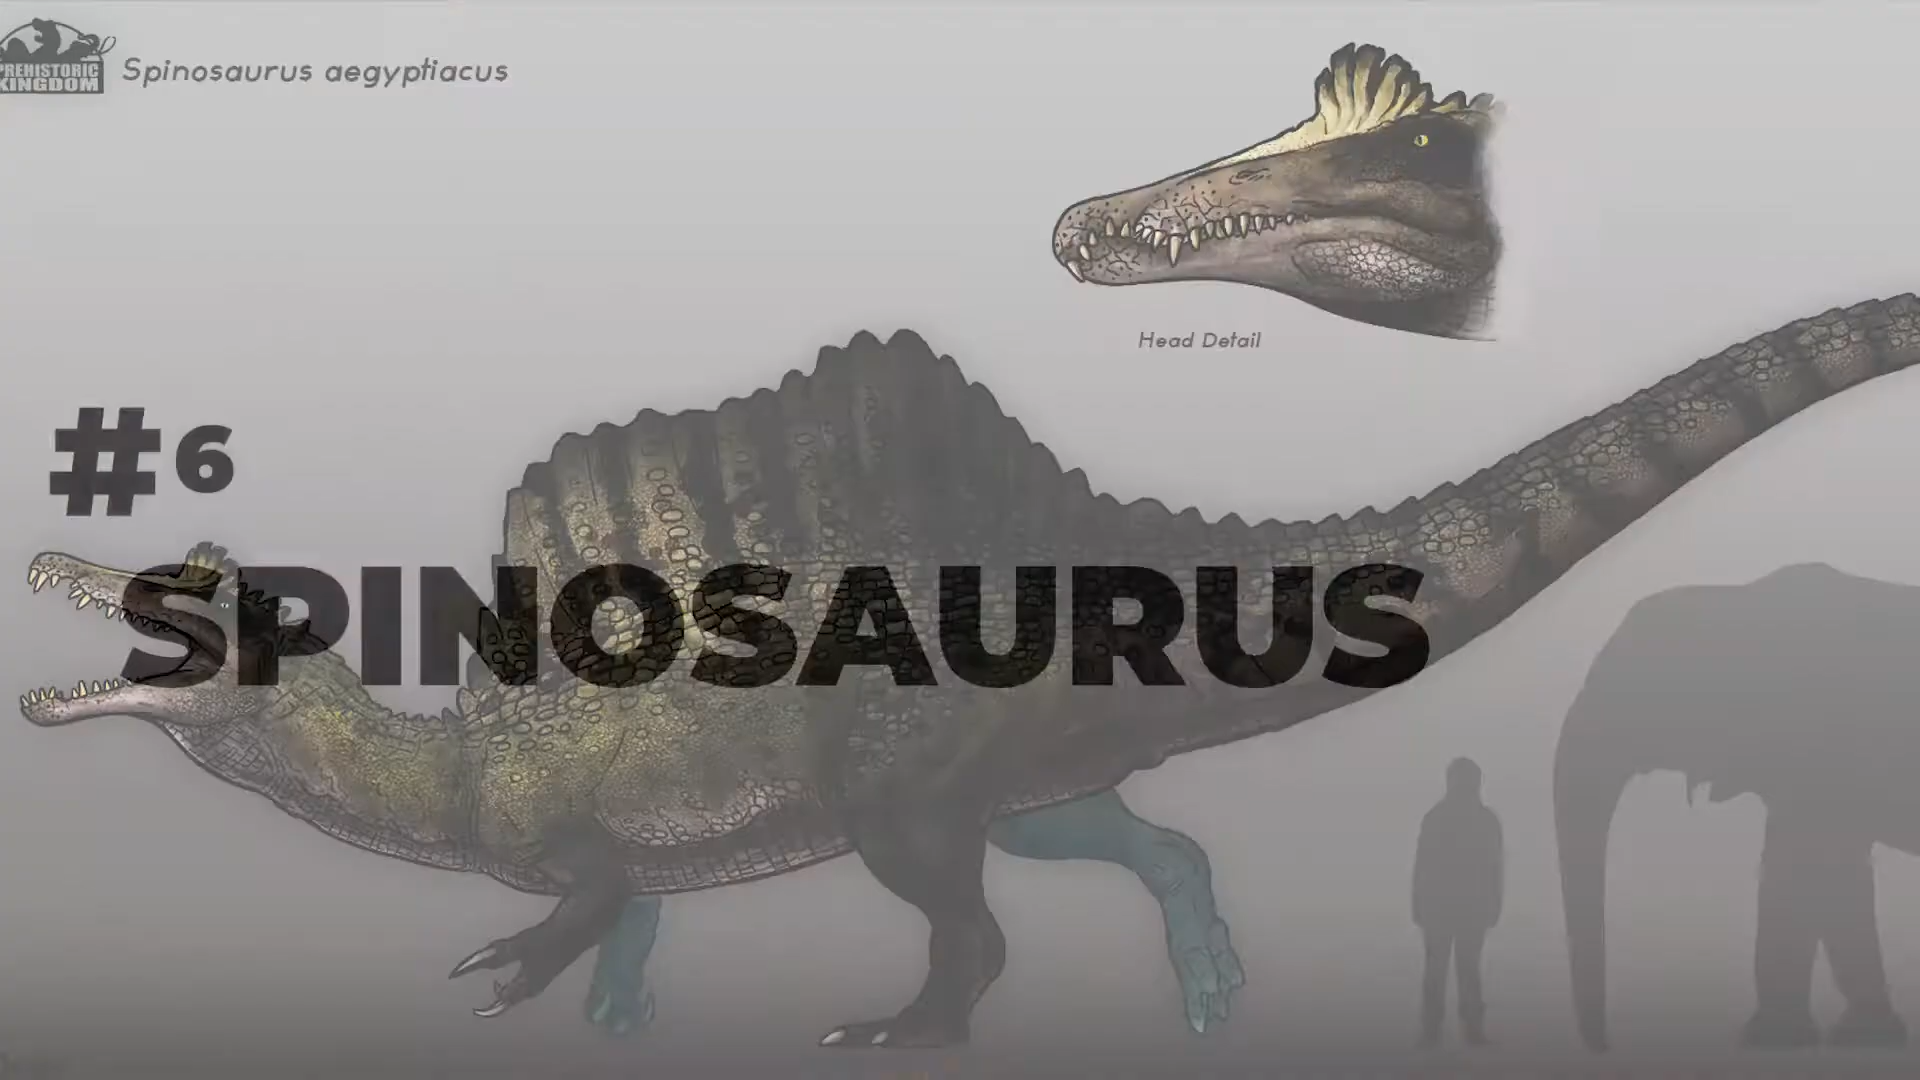 PREHISTORIC
KINGDOM
Spinosaurus aegyptiacus
Head Detail
#6
SPINOSAURUS